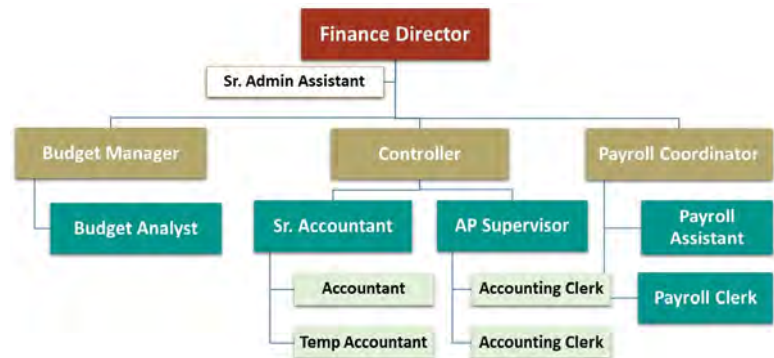 Finance Director
Sr. Admin Assistant
Budget Manager
Controller
Payroll Coordinator
Budget Analyst
Sr. Accountant
AP Supervisor
Payroll
Assistant
Accountant
Accounting Clerk
Payroll Clerk
Temp Accountant
Accounting Clerk